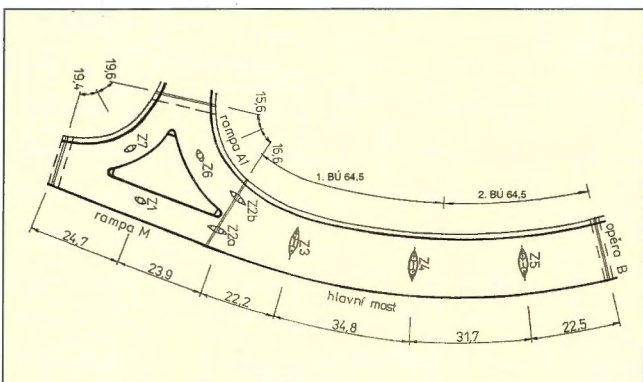 19,4
19,6
15,6
16,6
rampa A1
1. BÚ 64,5
2. BÚ 64,5
Z7
Z6
Z1
Z2b
Z2a
Z3
Z4
Z5
rampa M
hlavní most
opěra B
24,7
23,9
22,2
34,8
31,7
22,5